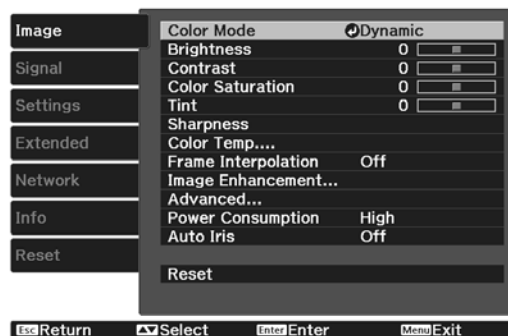 Image
Signal
Settings
Extended
Network
Info
Reset
Color Mode Dynamic
Brightness 0
Contrast 0
Color Saturation 0
Tint 0
Sharpness
Color Temp....
Frame Interpolation Off
Image Enhancement...
Advanced...
Power Consumption High
Auto Iris Off
Reset
Esc Return Select Enter Enter Menu Exit